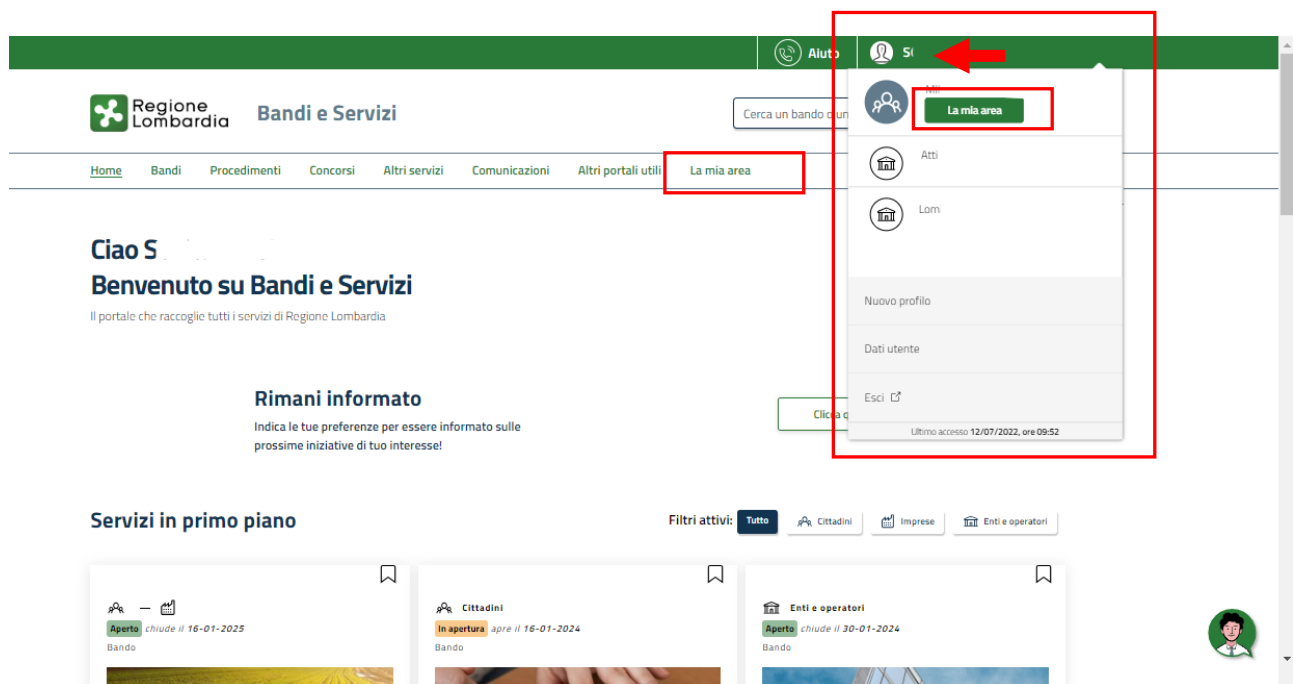 Aiuto
S
Regione
Lombardia
Bandi e Servizi
Cerca un bando o un
La mia area
Atti
Lom
Nuovo profilo
Dati utente
Esci
Ultimo accesso 12/07/2022, ore 09:52
Home Bandi Procedimenti Concorsi Altri servizi Comunicazioni Altri portali utili La mia area
Ciao S
Benvenuto su Bandi e Servizi
Il portale che raccoglie tutti i servizi di Regione Lombardia
Rimani informato
Indica le tue preferenze per essere informato sulle
prossime iniziative di tuo interesse!
Clicca q
Servizi in primo piano
Filtri attivi: Tutto Cittadini Imprese Enti e operatori
Aperto chiude il 16-01-2025
Bando
Cittadini
In apertura apre il 16-01-2024
Bando
Enti e operatori
Aperto chiude il 30-01-2024
Bando